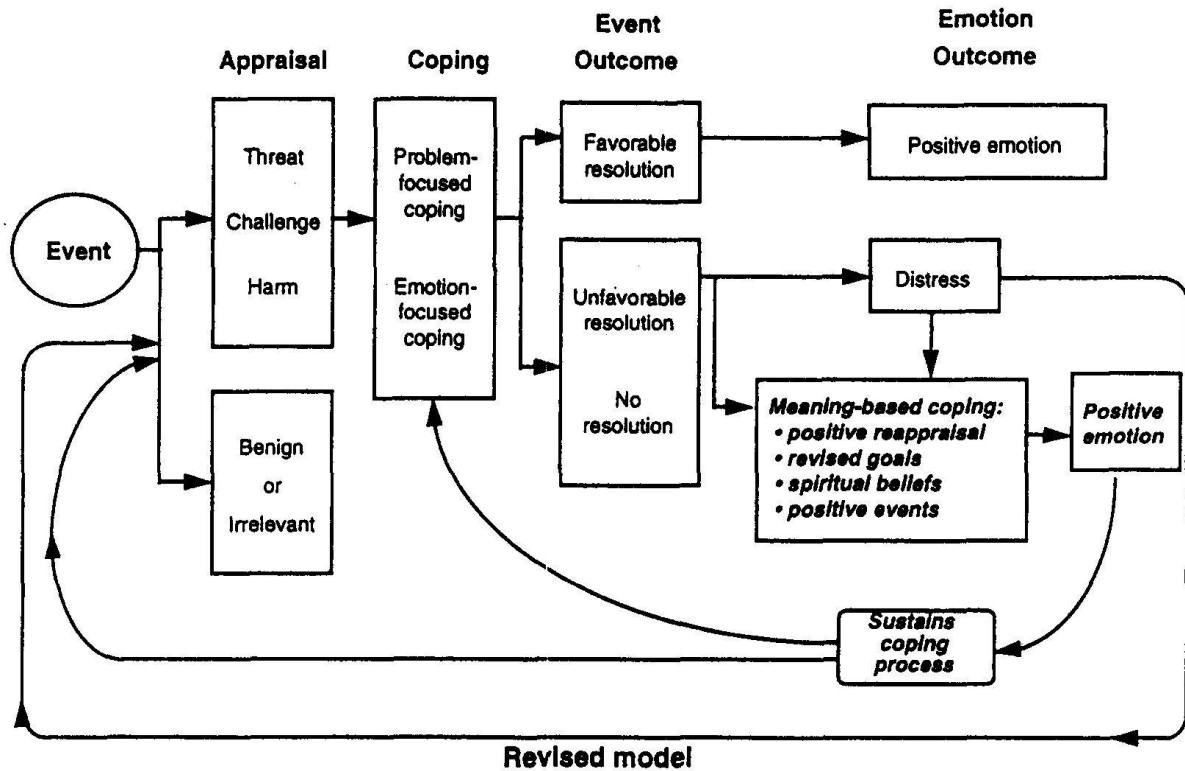 Event
Outcome
Emotion
Outcome
Appraisal
Coping
Threat
Challenge
Harm
Problem-
focused
coping
Emotion-
focused
coping
Favorable
resolution
Positive emotion
Event
Unfavorable
resolution
No
resolution
Distress
Benign
or
Irrelevant
Meaning-based coping:
• positive reappraisal
• revised goals
• spiritual beliefs
• positive events
Positive
emotion
Sustains
coping
process
Revised model